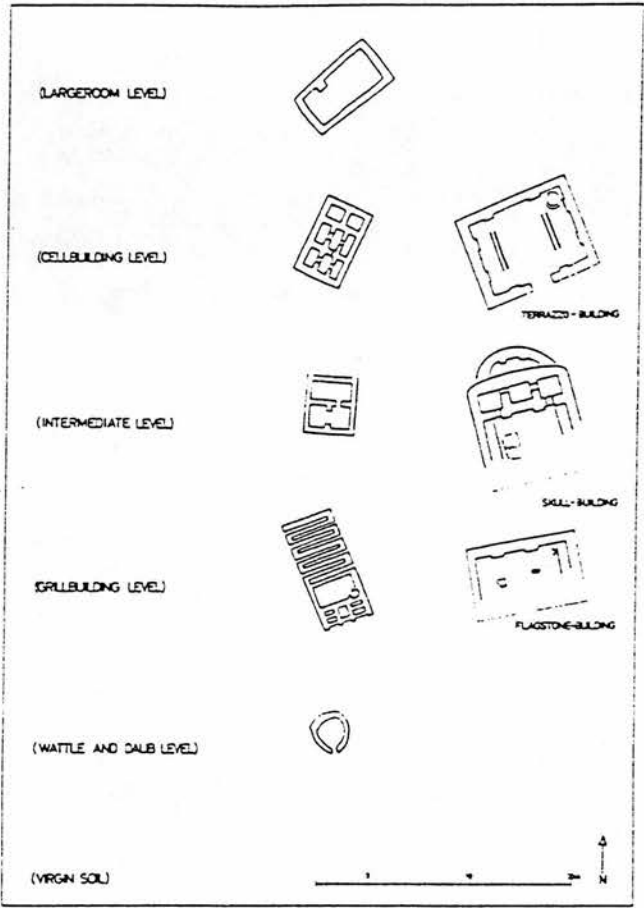 (LARGEROOM LEVEL)
(CELLBUILDING LEVEL)
TERRAZZO-BUILDING
(INTERMEDIATE LEVEL)
SKULL-BUILDING
(GRILLBUILDING LEVEL)
FLAGSTONE-BUILDING
(WATTLE AND DAUB LEVEL)
(VIRGIN SOIL)
N